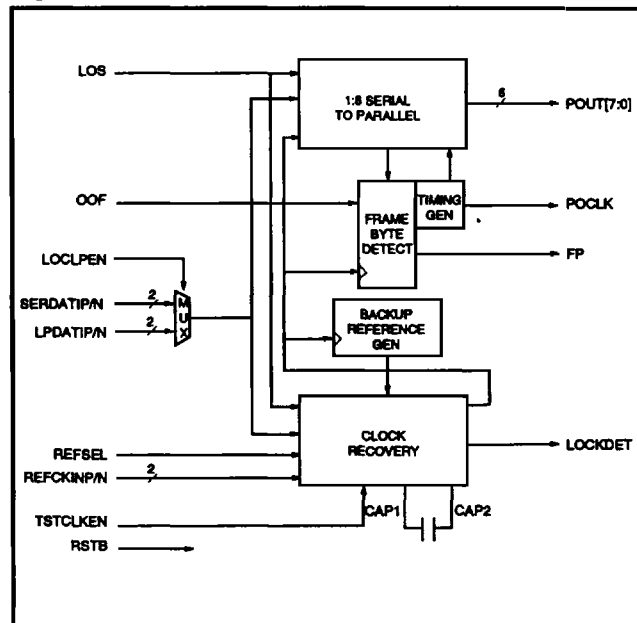 LOS
1:8 SERIAL
TO PARALLEL
8
POUT[7:0]
OOF
FRAME
BYTE
DETECT
TIMING
GEN
POCLK
FP
LOCLPEN
SERDATIP/N
2
LPDATIP/N
2
MUX
BACKUP
REFERENCE
GEN
CLOCK
RECOVERY
LOCKDET
REFSEL
REFCKINP/N
2
TSTCLKEN
CAP1
CAP2
RSTB